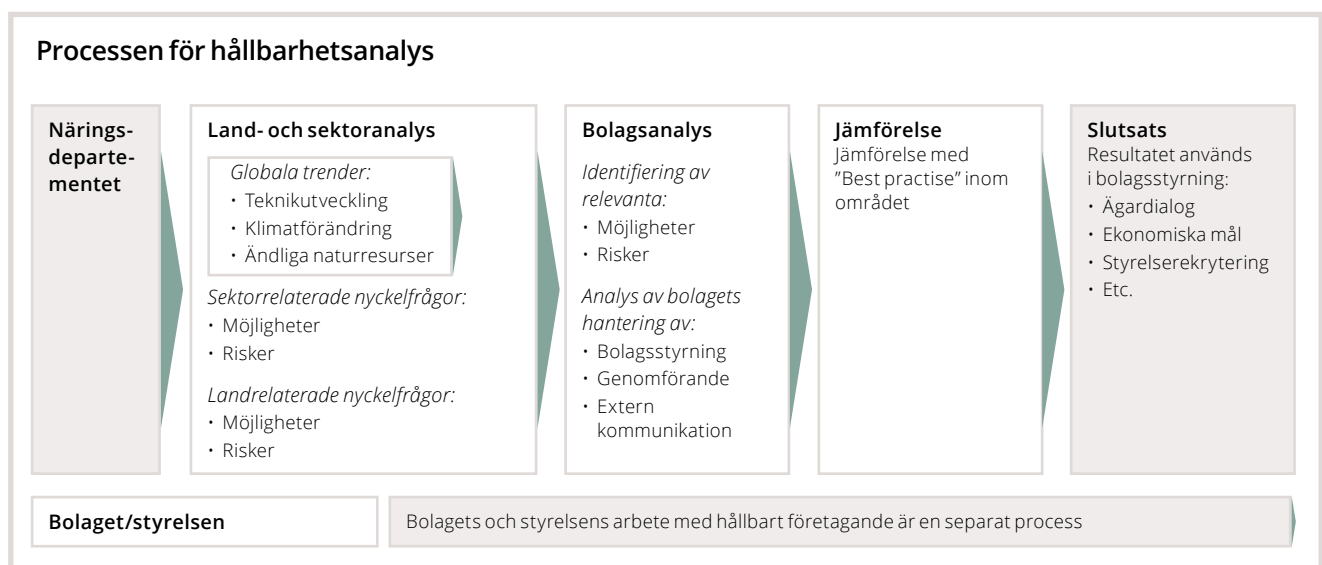 Processen för hållbarhetsanalys
Närings-
departe-
mentet
Land- och sektoranalys
Globala trender:
· Teknikutveckling
· Klimatförändring
· Ändliga naturresurser
Sektorrelaterade nyckelfrågor:
· Möjligheter
· Risker
Landrelaterade nyckelfrågor:
· Möjligheter
· Risker
Bolagsanalys
Identifiering av
relevanta:
· Möjligheter
· Risker
Analys av bolagets
hantering av:
· Bolagsstyrning
· Genomförande
· Extern
kommunikation
Jämförelse
Jämförelse med
”Best practise” inom
området
Slutsats
Resultatet används
i bolagsstyrning:
· Ägardialog
· Ekonomiska mål
· Styrelserekrytering
· Etc.
Bolaget/styrelsen
Bolagets och styrelsens arbete med hållbart företagande är en separat process